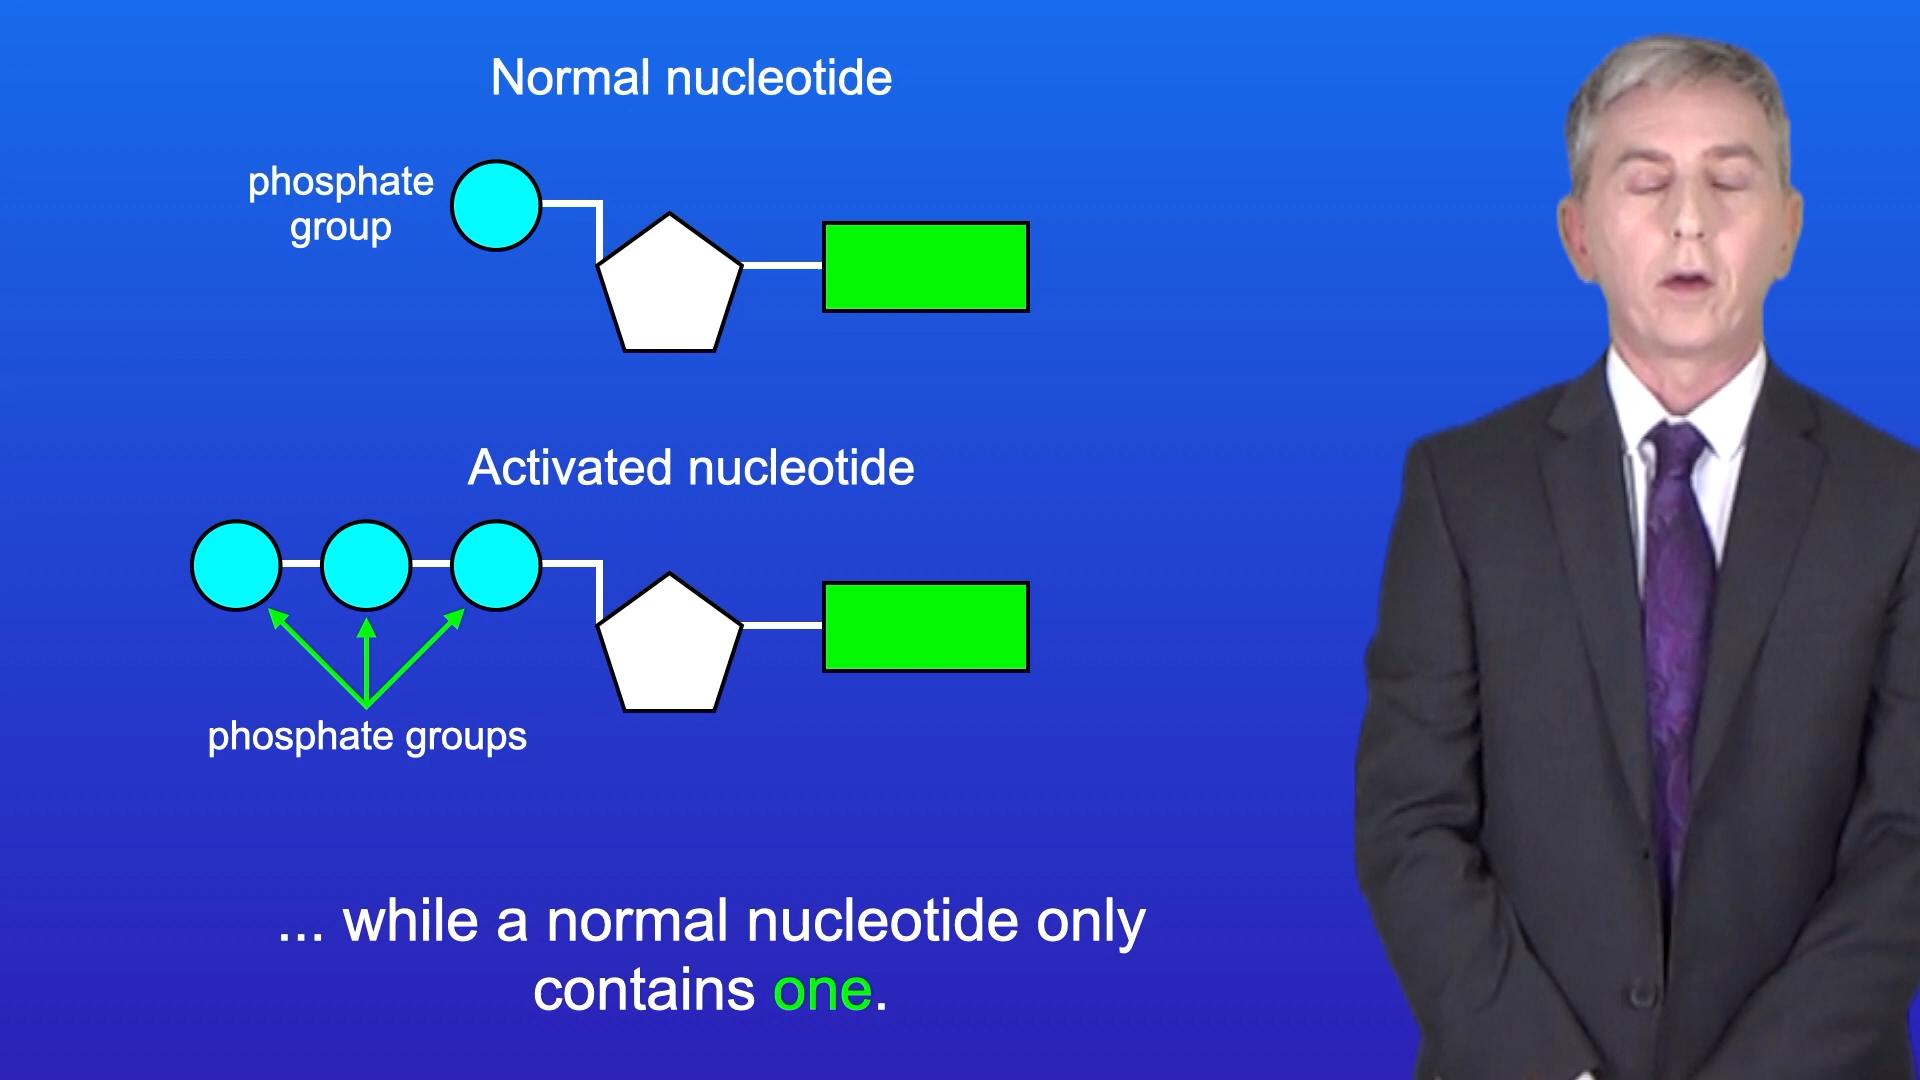 Normal nucleotide
phosphate
group
Activated nucleotide
phosphate groups
... while a normal nucleotide only
contains one.